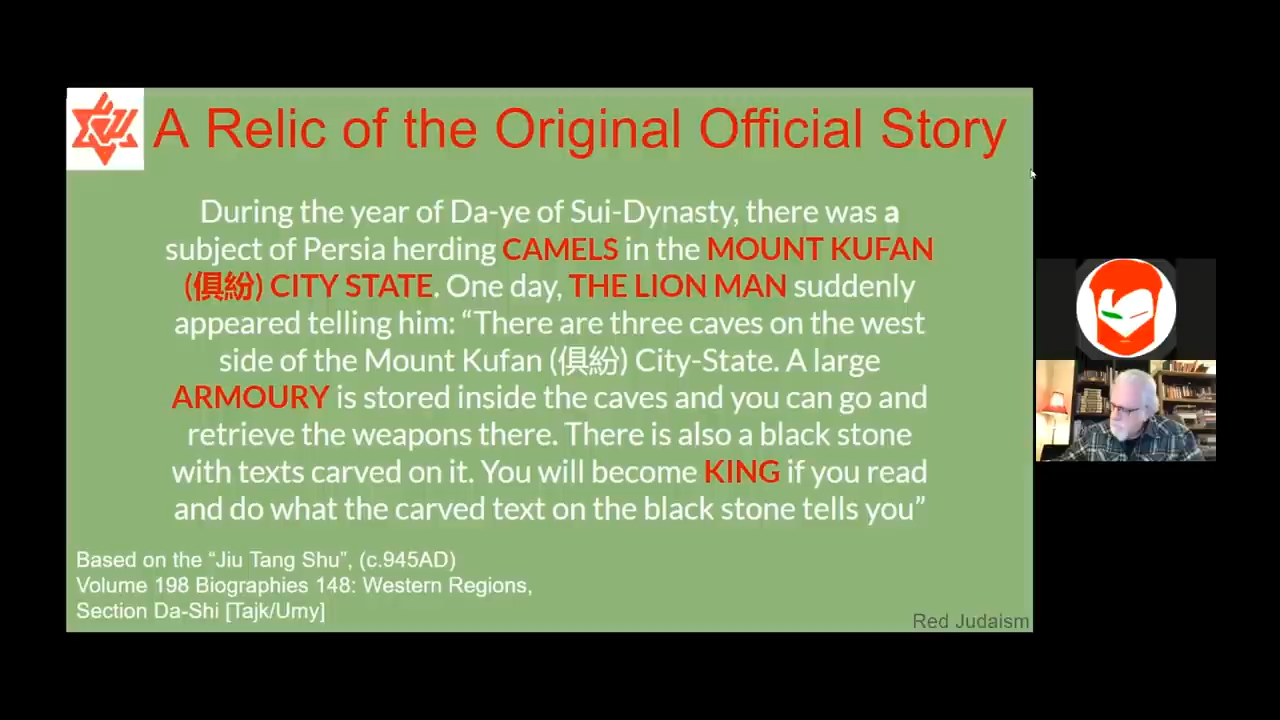 A Relic of the Original Official Story
During the year of Da-ye of Sui-Dynasty, there was a
subject of Persia herding CAMELS in the MOUNT KUFAN
(俱紛) CITY STATE. One day, THE LION MAN suddenly
appeared telling him: “There are three caves on the west
side of the Mount Kufan (俱紛) City-State. A large
ARMOURY is stored inside the caves and you can go and
retrieve the weapons there. There is also a black stone
with texts carved on it. You will become KING if you read
and do what the carved text on the black stone tells you”
Based on the “Jiu Tang Shu”, (c.945AD)
Volume 198 Biographies 148: Western Regions,
Section Da-Shi [Tajk/Umy]
Red Judaism